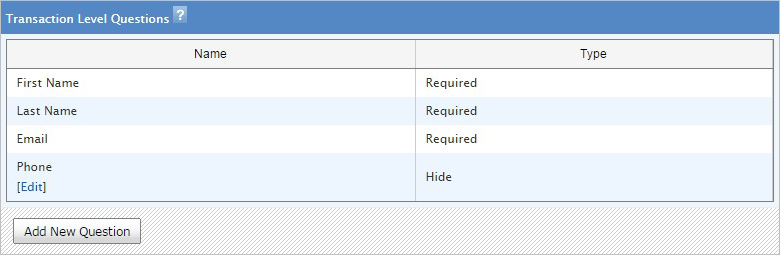 Transaction Level Questions ?
Name Type
First Name Required
Last Name Required
Email Required
Phone
[Edit]
Hide
Add New Question